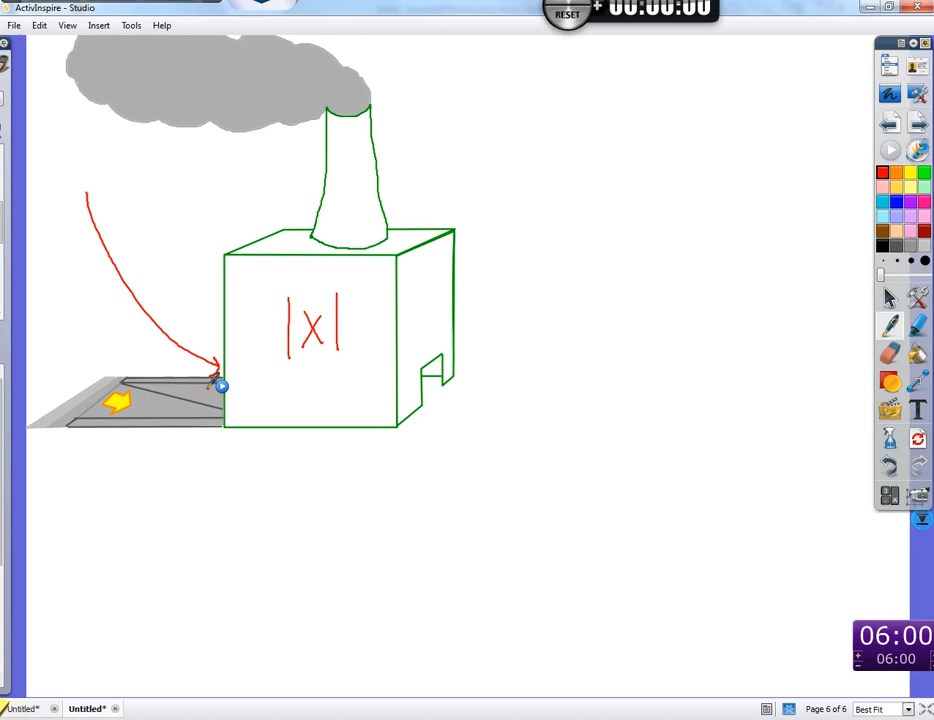 ActivInspire - Studio
RESET
+ 00:00:00
File Edit View Insert Tools Help
|x|
06:00
06:00
Untitled* Untitled* Page 6 of 6 Best Fit